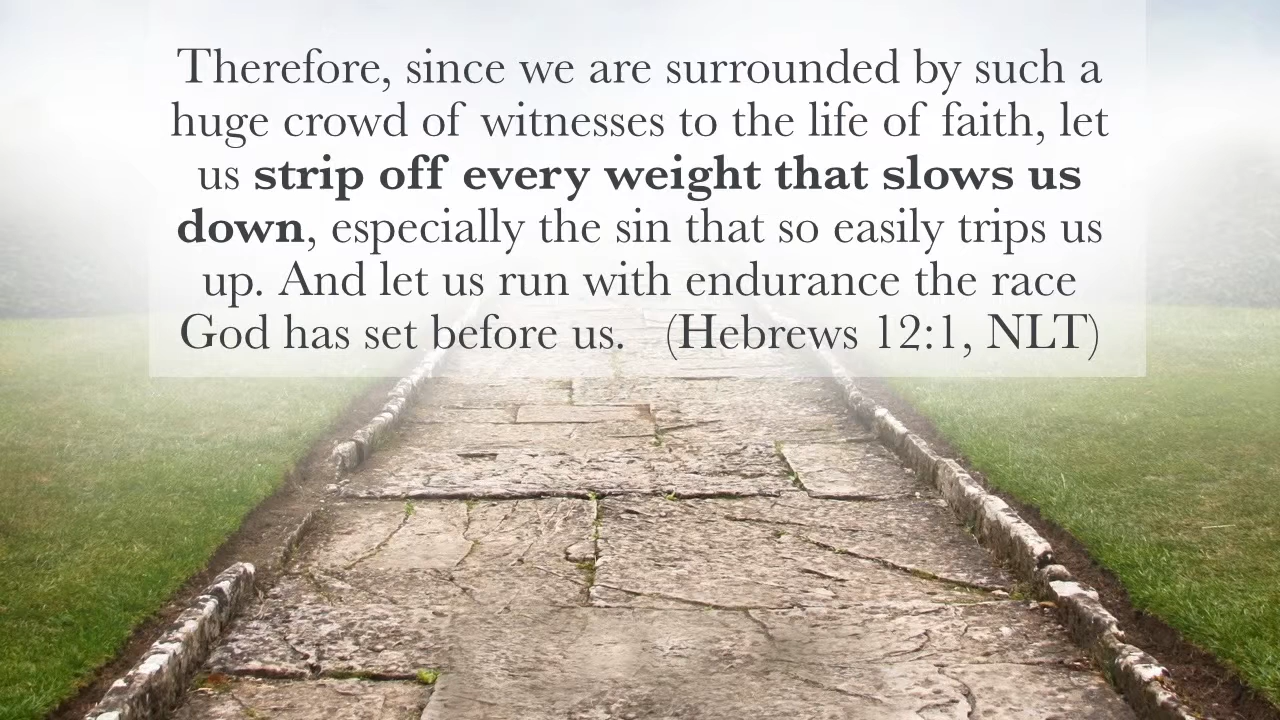 Therefore, since we are surrounded by such a
huge crowd of witnesses to the life of faith, let
us strip off every weight that slows us
down, especially the sin that so easily trips us
up. And let us run with endurance the race
God has set before us. (Hebrews 12:1, NLT)